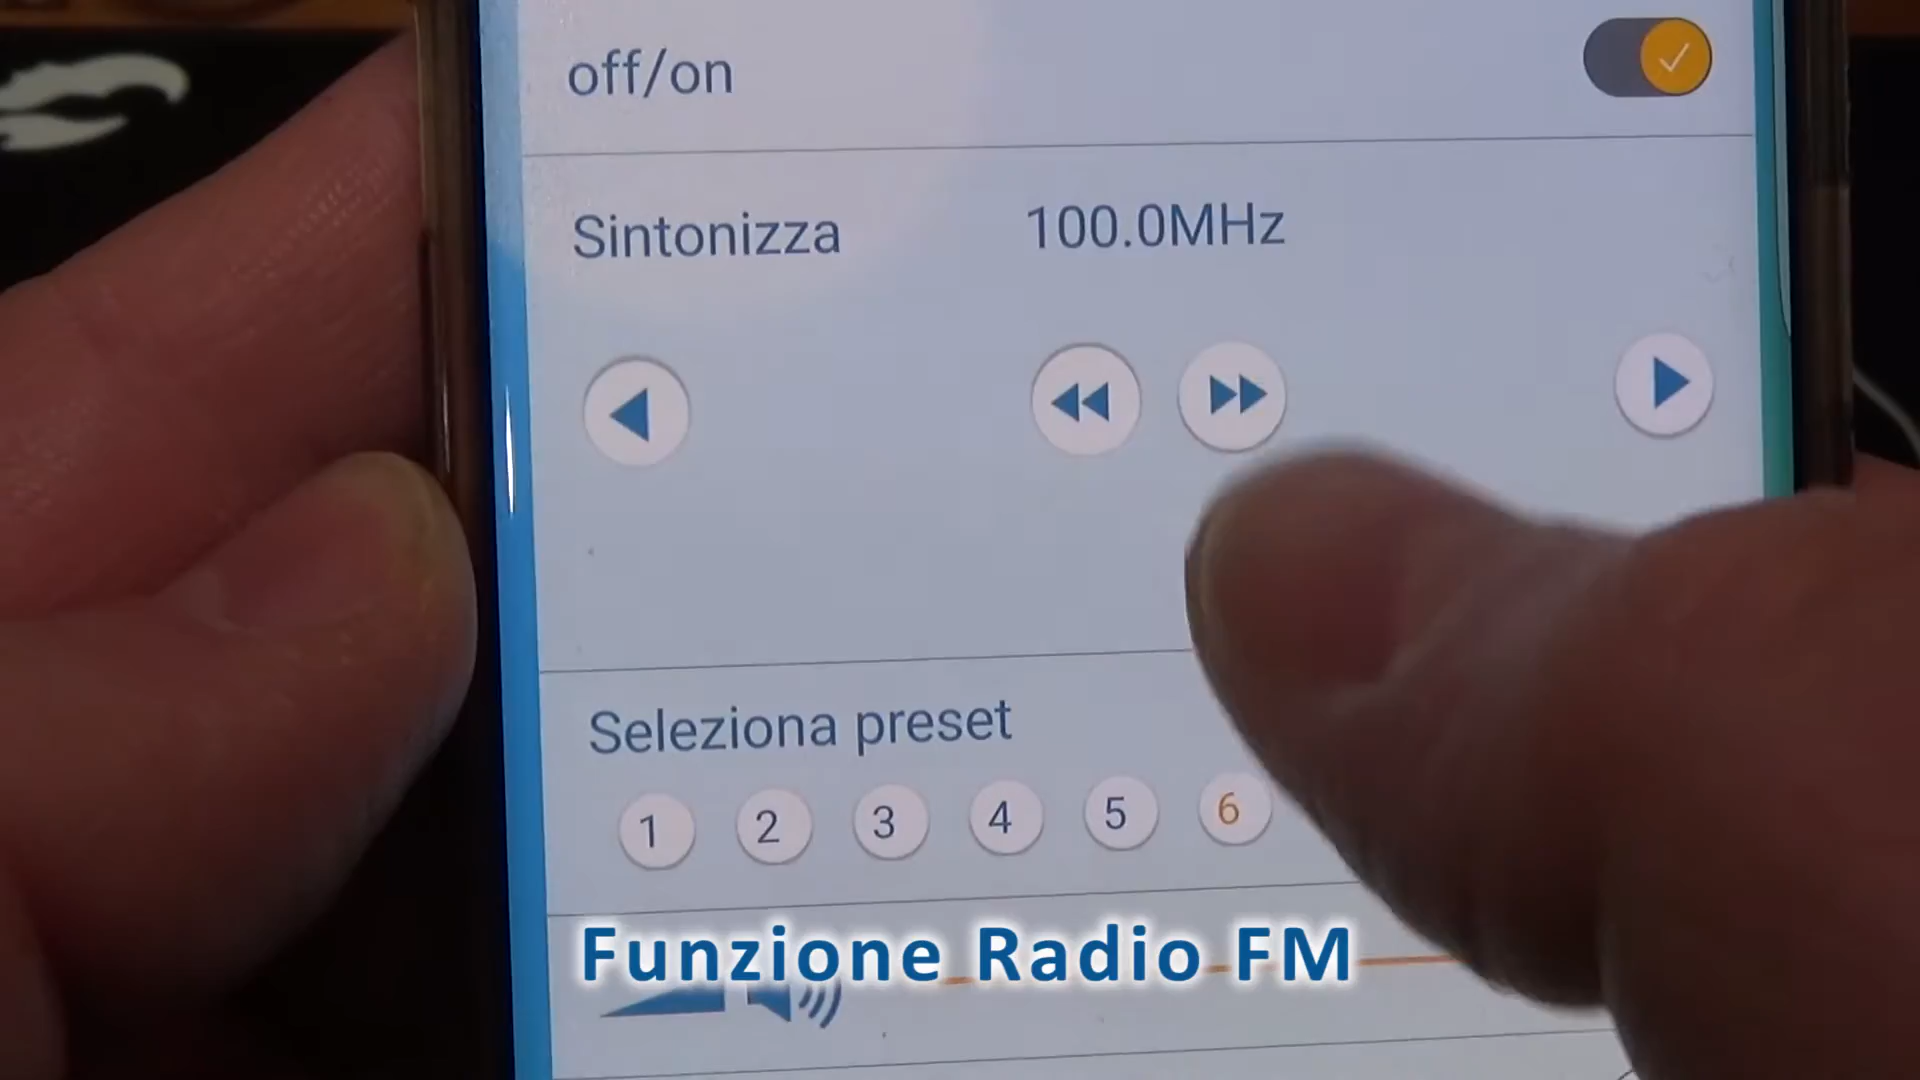 off/on
Sintonizza 100.0MHz
Seleziona preset
1 2 3 4 5 6
Funzione Radio FM